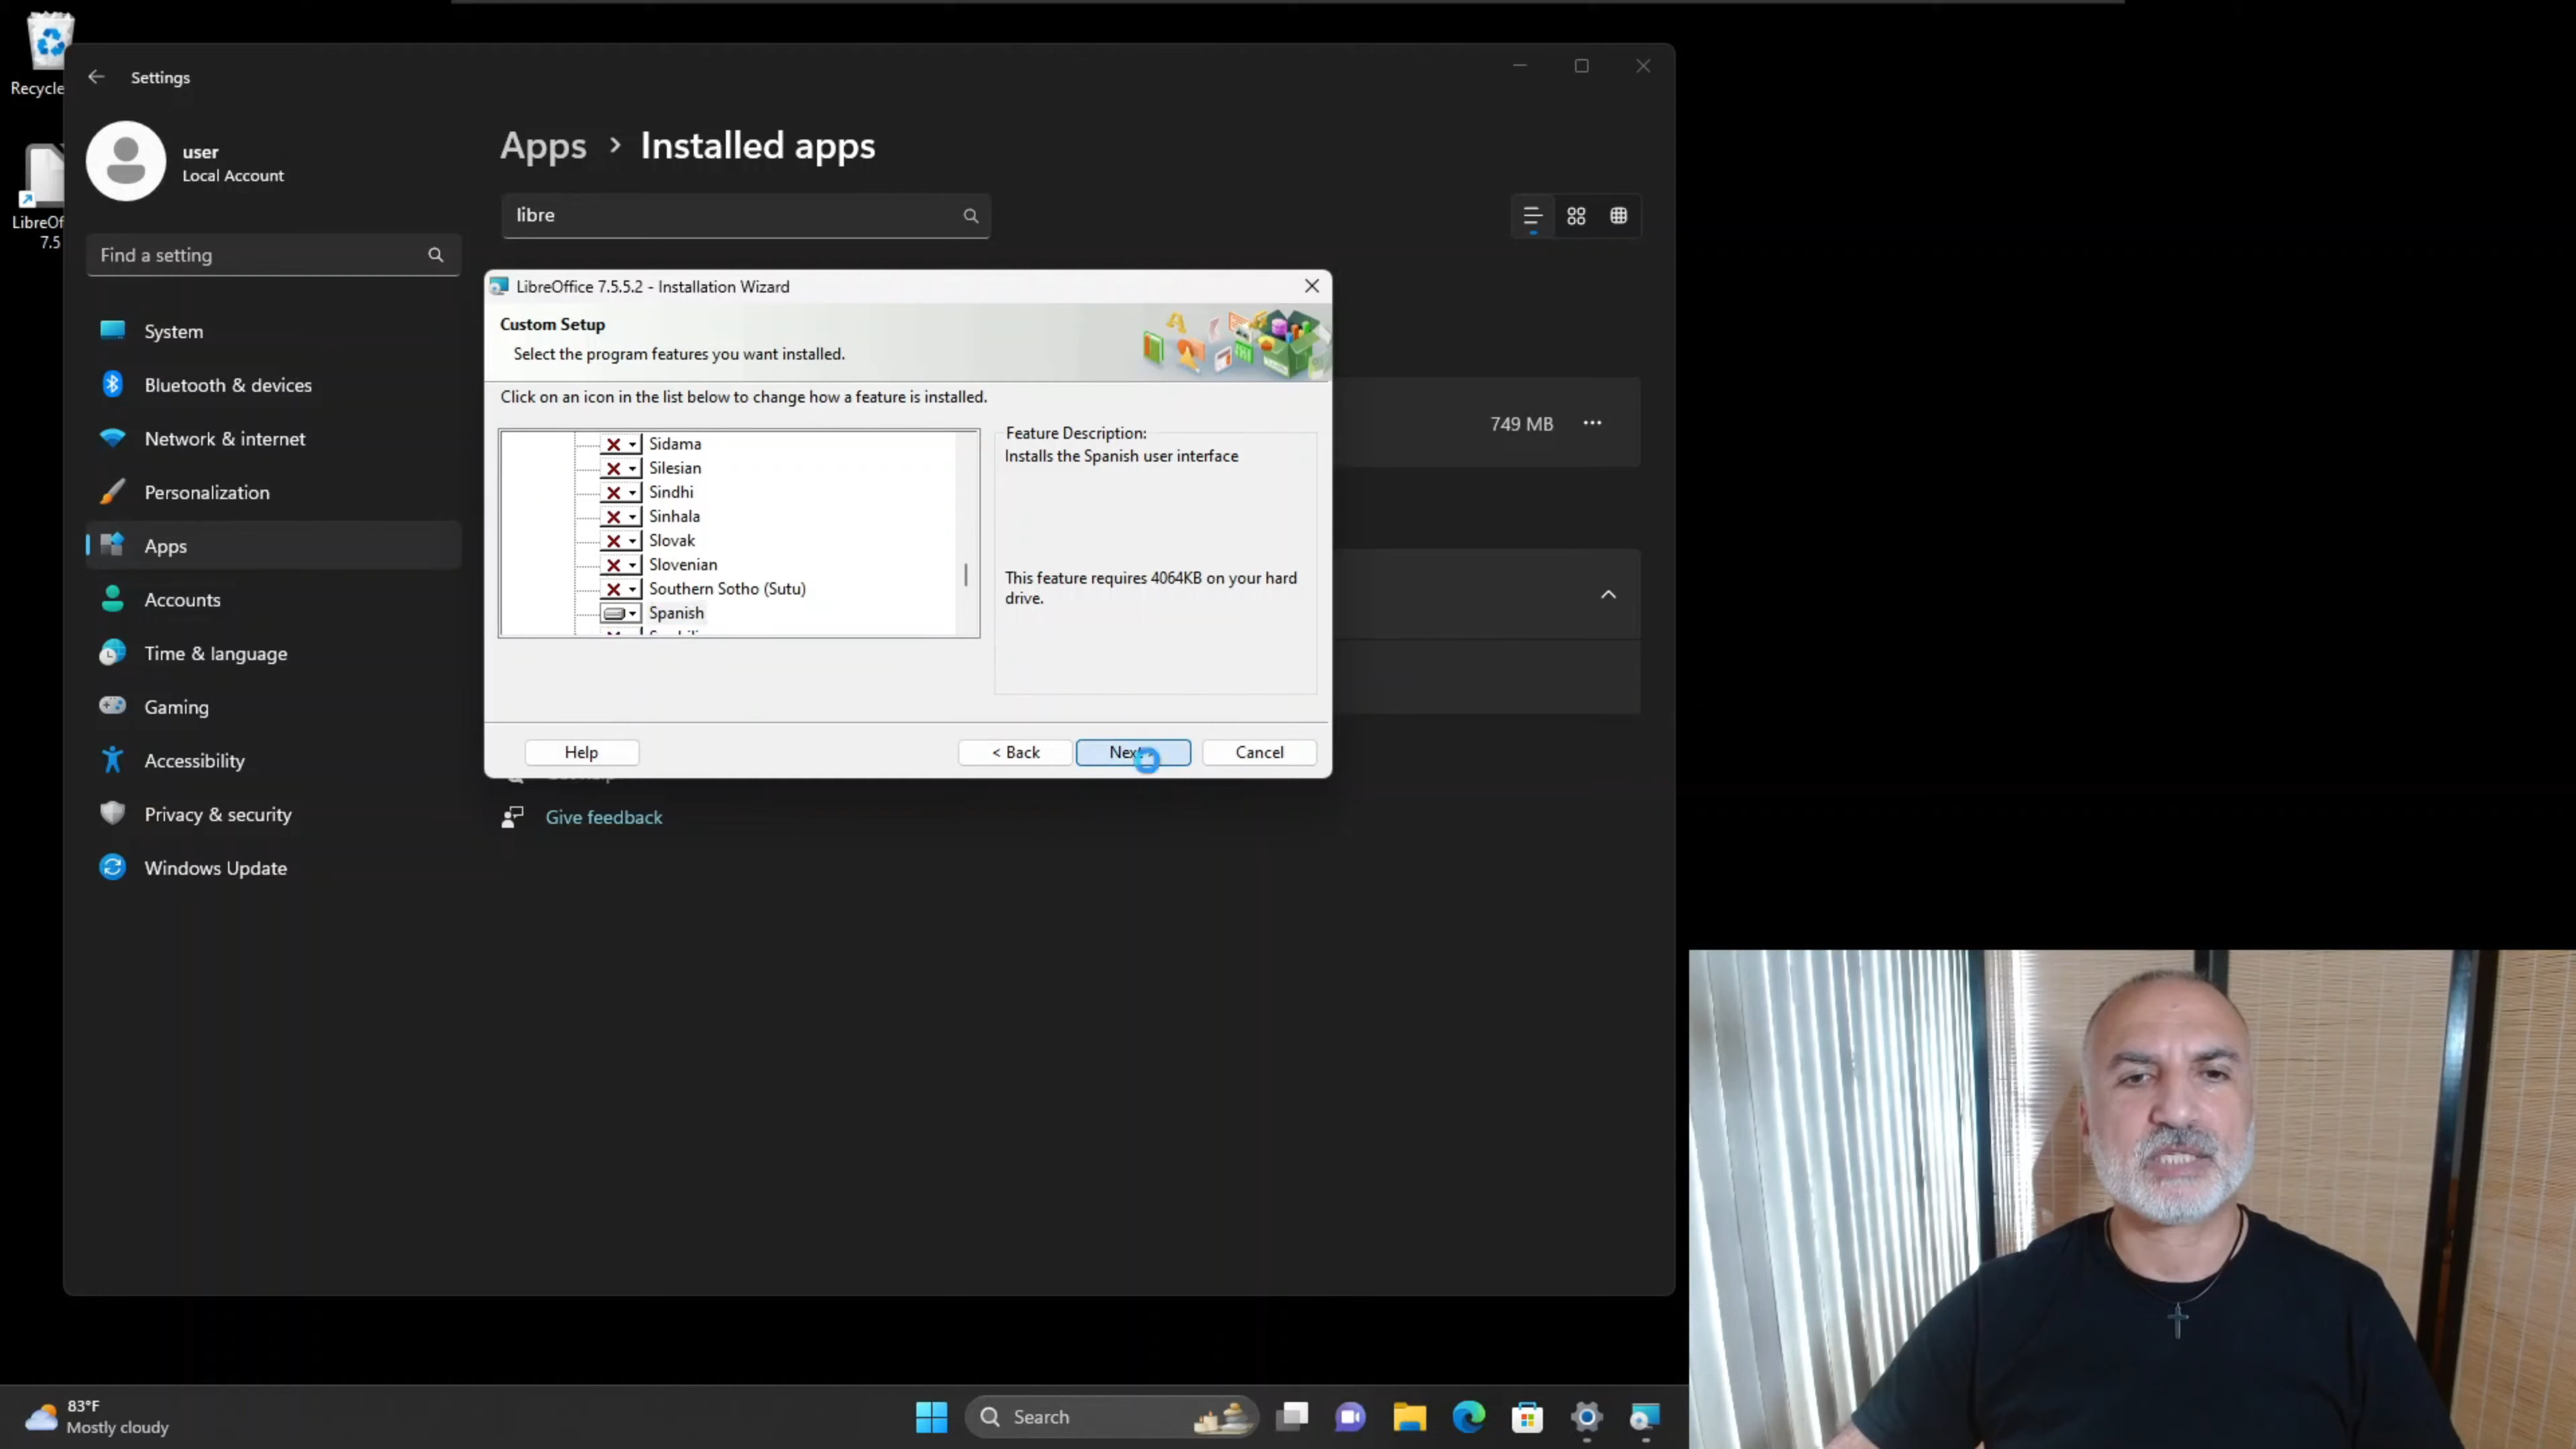 Recycle
LibreOf
7.5
Settings
user
Local Account
Find a setting
System
Bluetooth & devices
Network & internet
Personalization
Apps
Accounts
Time & language
Gaming
Accessibility
Privacy & security
Windows Update
Apps > Installed apps
libre
749 MB
LibreOffice 7.5.5.2 - Installation Wizard
Custom Setup
Select the program features you want installed.
Click on an icon in the list below to change how a feature is installed.
Sidama
Silesian
Sindhi
Sinhala
Slovak
Slovenian
Southern Sotho (Sutu)
Spanish
Feature Description:
Installs the Spanish user interface
This feature requires 4064KB on your hard
drive.
Help
< Back
Next
Cancel
Give feedback
83°F
Mostly cloudy
Search